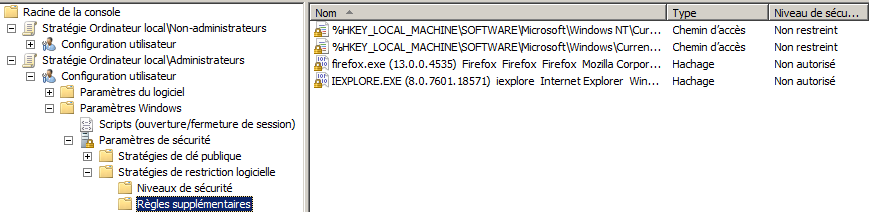 Racine de la console
Stratégie Ordinateur local\Non-administrateurs
Configuration utilisateur
Stratégie Ordinateur local\Administrateurs
Configuration utilisateur
Paramètres du logiciel
Paramètres Windows
Scripts (ouverture/fermeture de session)
Paramètres de sécurité
Stratégies de clé publique
Stratégies de restriction logicielle
Niveaux de sécurité
Règles supplémentaires
Nom Type Niveau de sécu...
%HKEY_LOCAL_MACHINE\SOFTWARE\Microsoft\Windows NT\Cur... Chemin d'accès Non restreint
%HKEY_LOCAL_MACHINE\SOFTWARE\Microsoft\Windows\Curren... Chemin d'accès Non restreint
firefox.exe (13.0.0.4535) Firefox Firefox Firefox Mozilla Corpor... Hachage Non autorisé
IEXPLORE.EXE (8.0.7601.18571) iexplore Internet Explorer Win... Hachage Non autorisé